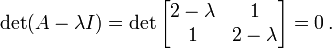 det(A − λI) = det [2 − λ 1; 1 2 − λ] = 0 .